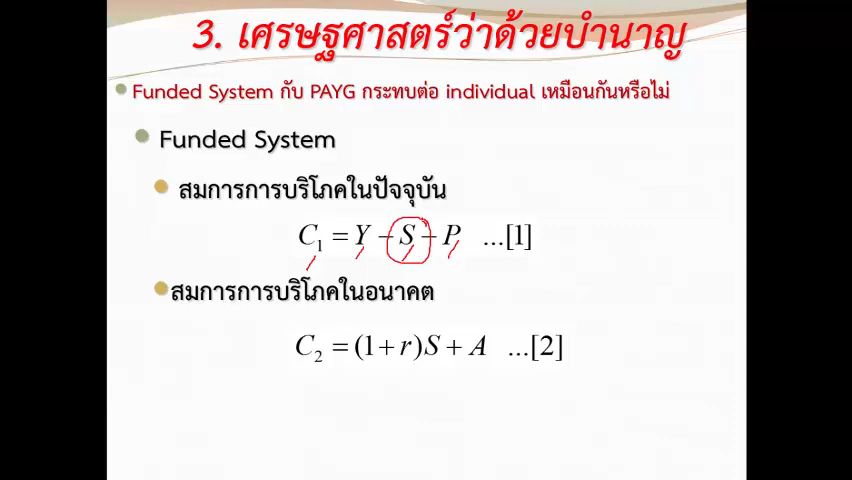 3. เศรษฐศาสตร์ว่าด้วยบำนาญ
Funded System กับ PAYG กระทบต่อ individual เหมือนกันหรือไม่
Funded System
สมการการบริโภคในปัจจุบัน
C₁ = Y − S − P ...[1]
สมการการบริโภคในอนาคต
C₂ = (1 + r)S + A ...[2]